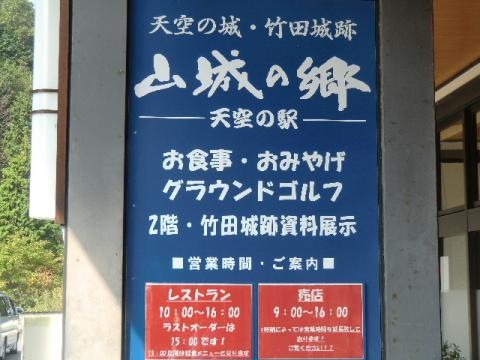 天空の城・竹田城跡
山城の郷
天空の駅
お食事・おみやげ
グラウンドゴルフ
2階・竹田城跡資料展示
■営業時間・ご案内■
レストラン
10:00〜16:00
ラストオーダーは
15:00です!
売店
9:00〜16:00